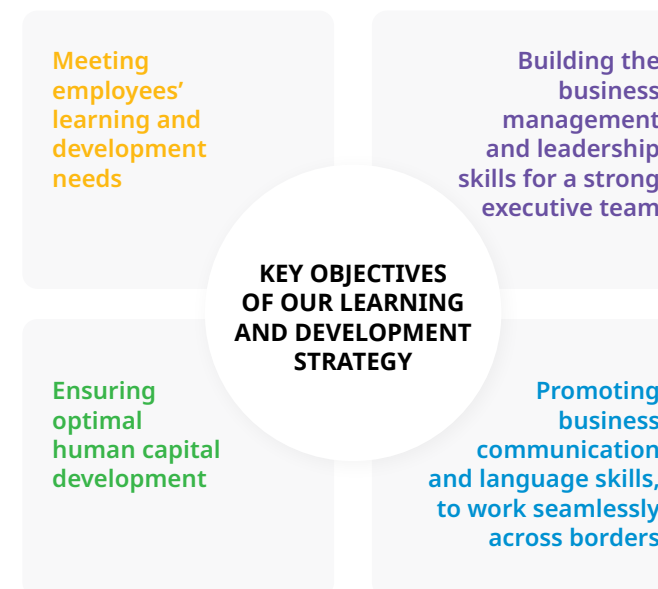 Meeting
employees’
learning and
development
needs
Building the
business
management
and leadership
skills for a strong
executive team
KEY OBJECTIVES
OF OUR LEARNING
AND DEVELOPMENT
STRATEGY
Ensuring
optimal
human capital
development
Promoting
business
communication
and language skills,
to work seamlessly
across borders